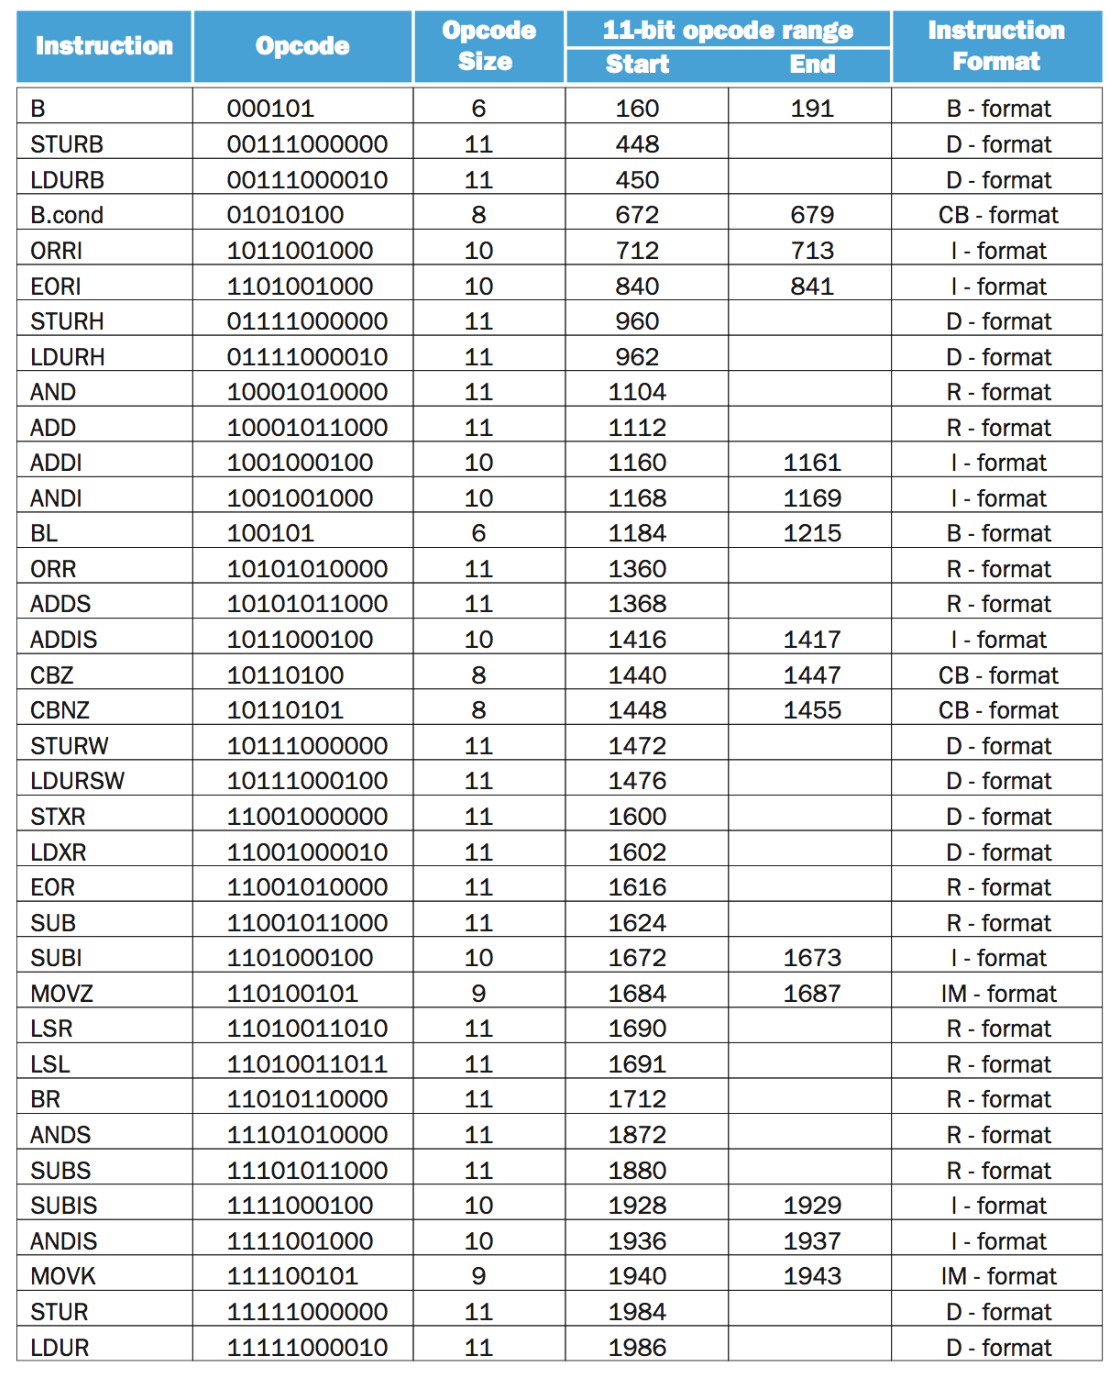 Instruction Opcode Opcode Size 11-bit opcode range Start End Instruction Format
B 000101 6 160 191 B - format
STURB 00111000000 11 448 D - format
LDURB 00111000010 11 450 D - format
B.cond 01010100 8 672 679 CB - format
ORRI 1011001000 10 712 713 I - format
EORI 1101001000 10 840 841 I - format
STURH 01111000000 11 960 D - format
LDURH 01111000010 11 962 D - format
AND 10001010000 11 1104 R - format
ADD 10001011000 11 1112 R - format
ADDI 1001000100 10 1160 1161 I - format
ANDI 1001001000 10 1168 1169 I - format
BL 100101 6 1184 1215 B - format
ORR 10101010000 11 1360 R - format
ADDS 10101011000 11 1368 R - format
ADDIS 1011000100 10 1416 1417 I - format
CBZ 10110100 8 1440 1447 CB - format
CBNZ 10110101 8 1448 1455 CB - format
STURW 10111000000 11 1472 D - format
LDURSW 10111000100 11 1476 D - format
STXR 11001000000 11 1600 D - format
LDXR 11001000010 11 1602 D - format
EOR 11001010000 11 1616 R - format
SUB 11001011000 11 1624 R - format
SUBI 1101000100 10 1672 1673 I - format
MOVZ 110100101 9 1684 1687 IM - format
LSR 11010011010 11 1690 R - format
LSL 11010011011 11 1691 R - format
BR 11010110000 11 1712 R - format
ANDS 11101010000 11 1872 R - format
SUBS 11101011000 11 1880 R - format
SUBIS 1111000100 10 1928 1929 I - format
ANDIS 1111001000 10 1936 1937 I - format
MOVK 111100101 9 1940 1943 IM - format
STUR 11111000000 11 1984 D - format
LDUR 11111000010 11 1986 D - format